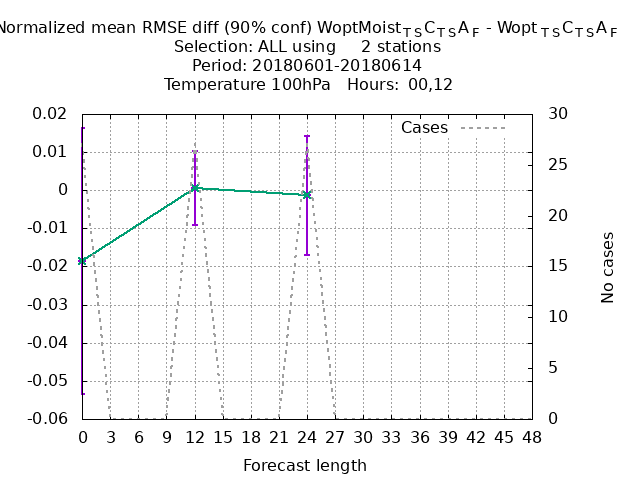 Normalized mean RMSE diff (90% conf) WoptMoist_TSC_TSA_F - Wopt_TSC_TSA_F
Selection: ALL using 2 stations
Period: 20180601-20180614
Temperature 100hPa Hours: 00,12
Cases
0.02
0.01
0
-0.01
-0.02
-0.03
-0.04
-0.05
-0.06
30
25
20
15
10
5
0
No cases
0 3 6 9 12 15 18 21 24 27 30 33 36 39 42 45 48
Forecast length